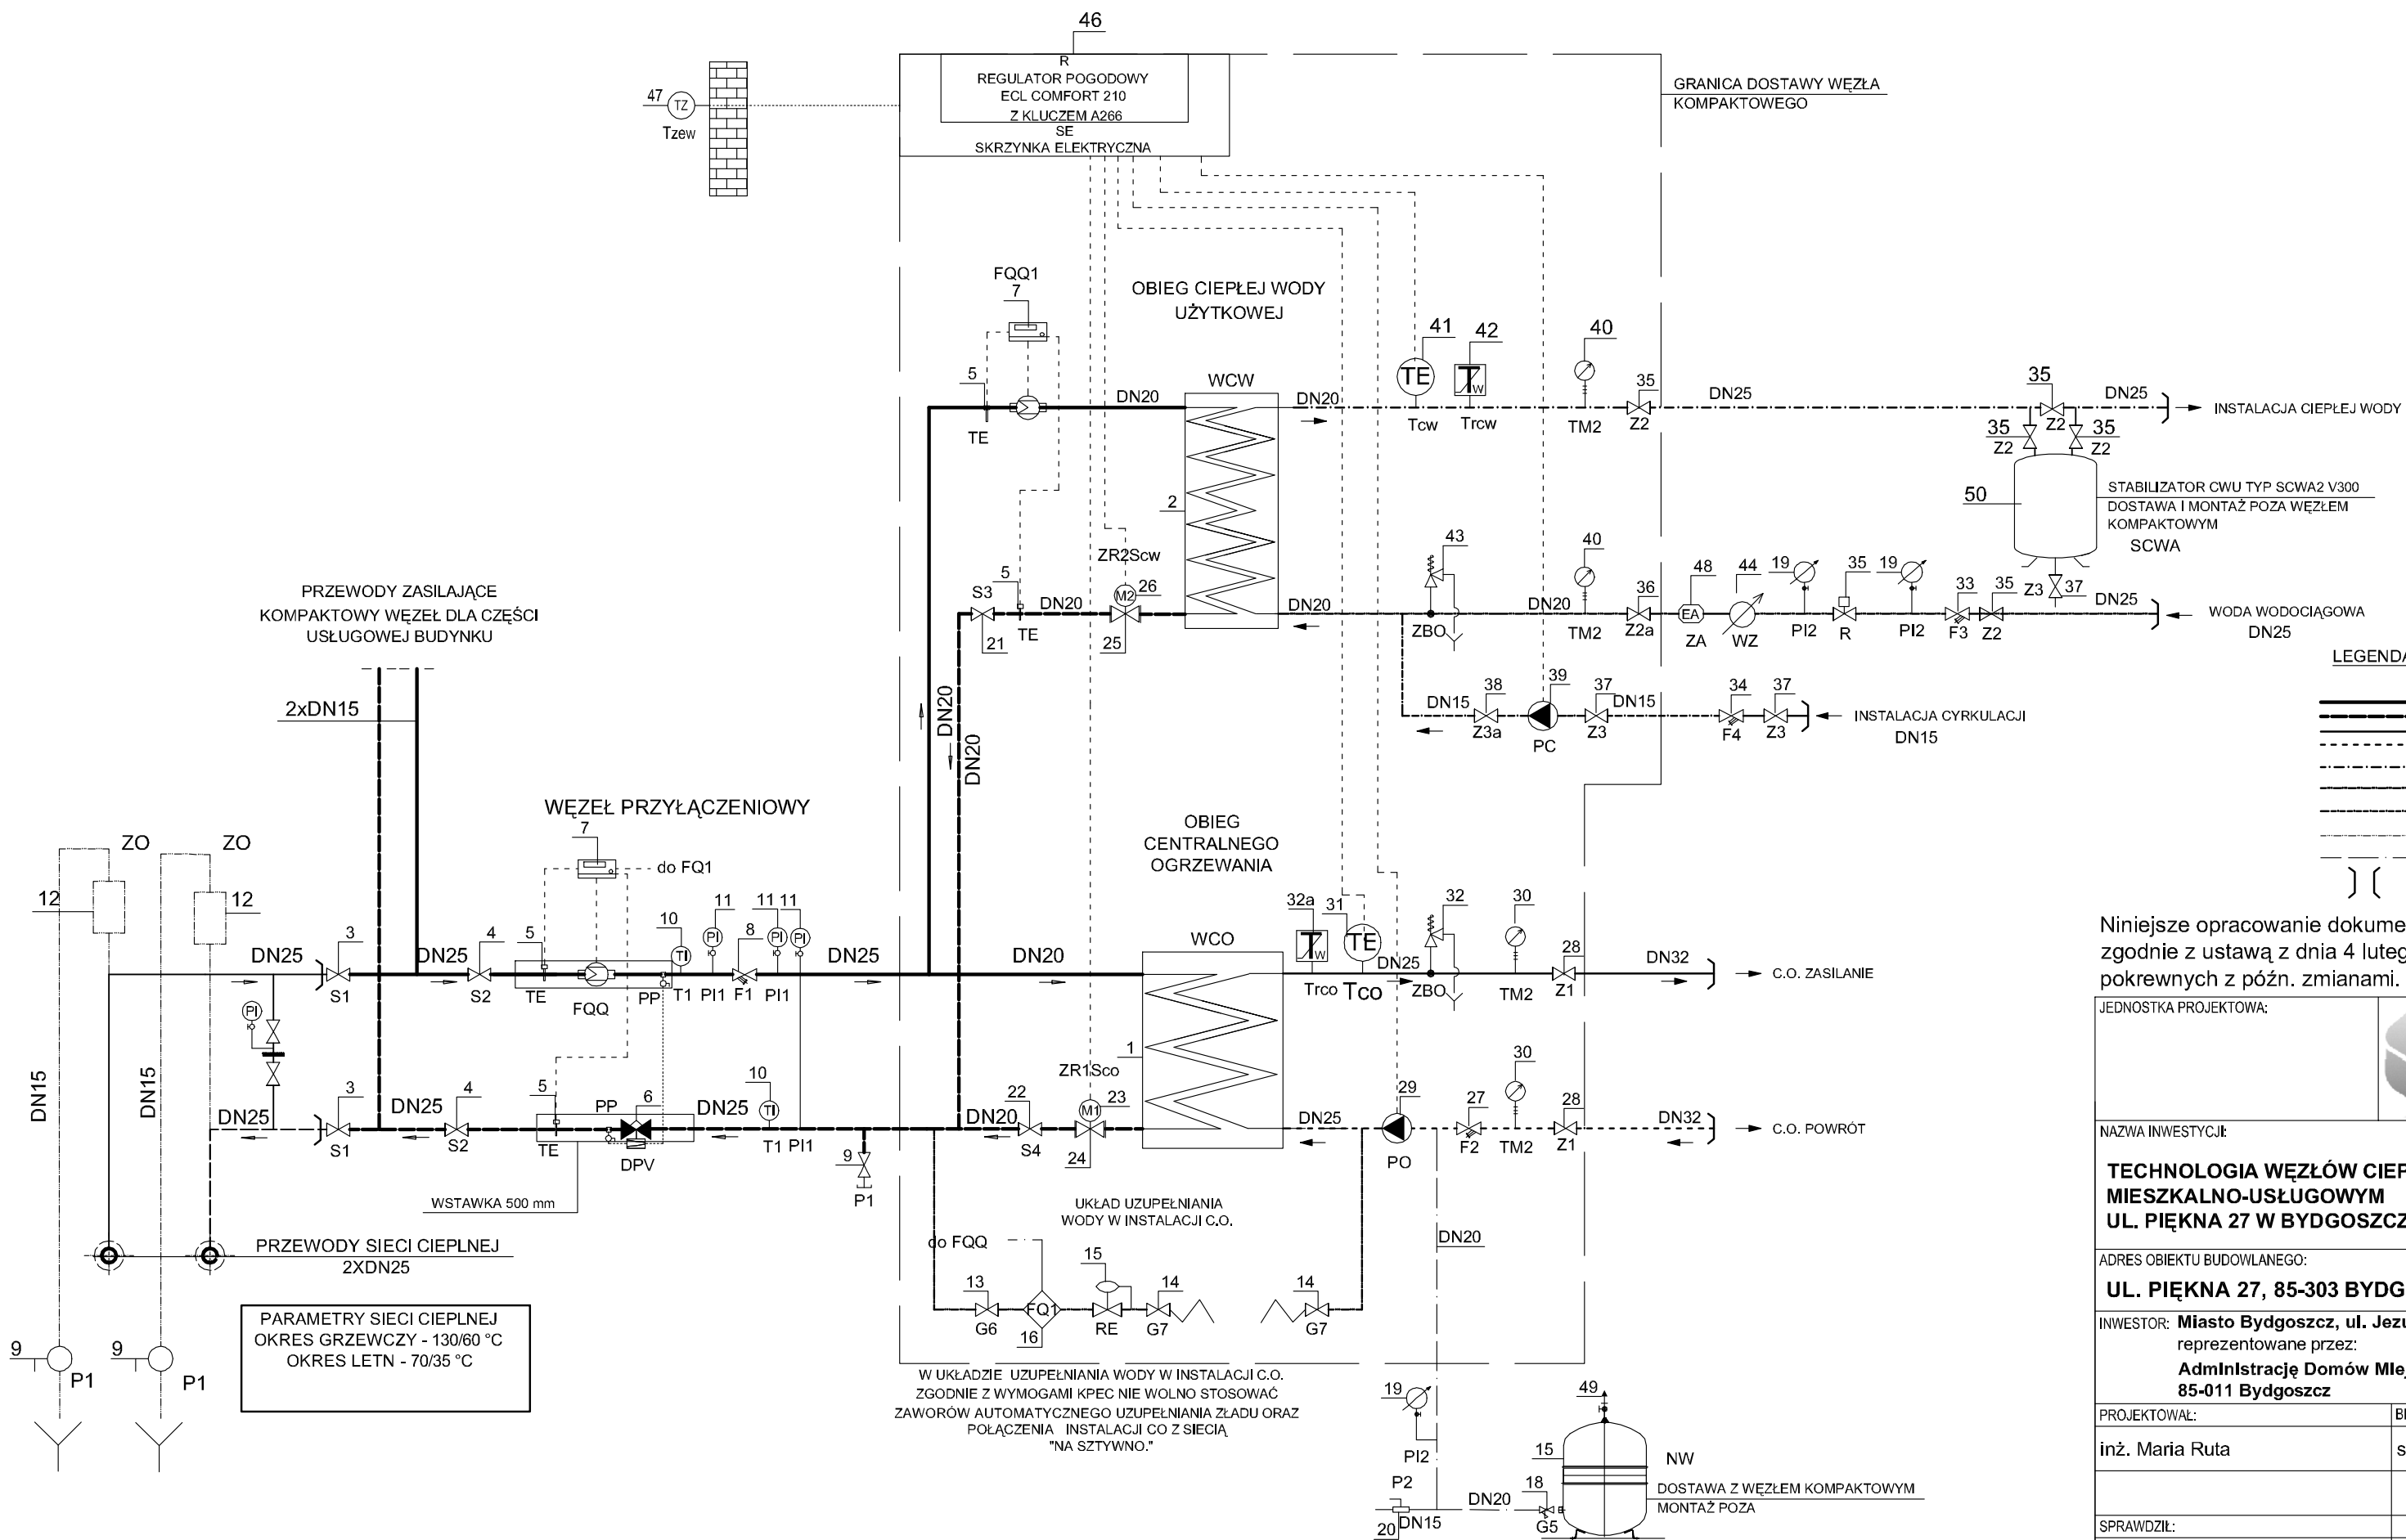 46
R
REGULATOR POGODOWY
ECL COMFORT 210
Z KLUCZEM A266
SE
SKRZYNKA ELEKTRYCZNA
47
TZ
Tzew
GRANICA DOSTAWY WĘZŁA
KOMPAKTOWEGO
FQQ1
7
OBIEG CIEPŁEJ WODY
UŻYTKOWEJ
5
TE
DN20
WCW
2
DN20
41
TE
Tcw
42
TW
Trcw
40
TM2
35
Z2
DN25
35
Z2
DN25
INSTALACJA CIEPŁEJ WODY
35
Z2
35
Z2
50
STABILIZATOR CWU TYP SCWA2 V300
DOSTAWA I MONTAŻ POZA WĘZŁEM
KOMPAKTOWYM
SCWA
Z3
37
S3
21
5
TE
DN20
ZR2Scw
M2
26
25
DN20
43
ZBO
DN20
40
TM2
36
Z2a
48
EA
ZA
44
WZ
19
PI2
35
R
19
PI2
33
F3
35
Z2
DN25
WODA WODOCIĄGOWA
DN25
LEGENDA
DN15
38
Z3a
39
PC
37
Z3
DN15
34
F4
37
Z3
INSTALACJA CYRKULACJI
DN15
PRZEWODY ZASILAJĄCE
KOMPAKTOWY WĘZEŁ DLA CZĘŚCI
USŁUGOWEJ BUDYNKU
2xDN15
DN20
DN20
WĘZEŁ PRZYŁĄCZENIOWY
7
do FQ1
OBIEG
CENTRALNEGO
OGRZEWANIA
ZO
ZO
12
12
DN25
3
S1
DN25
4
S2
5
TE
FQQ
PP
10
TI
T1
11
PI
PI1
8
F1
11
PI
PI1
11
PI
DN25
DN20
WCO
1
32a
TW
Trco
31
TE
Tco
DN25
32
ZBO
30
TM2
28
Z1
DN32
C.O. ZASILANIE
PI
DN15
DN15
DN25
3
S1
DN25
4
S2
5
TE
PP
6
DPV
DN25
10
TI
T1
PI1
9
P1
DN20
22
S4
ZR1Sco
M1
23
24
DN25
29
PO
27
F2
30
TM2
28
Z1
DN32
C.O. POWRÓT
WSTAWKA 500 mm
PRZEWODY SIECI CIEPLNEJ
2XDN25
UKŁAD UZUPEŁNIANIA
WODY W INSTALACJI C.O.
DN20
do FQQ
13
G6
FQ1
16
15
RE
14
G7
14
G7
PARAMETRY SIECI CIEPLNEJ
OKRES GRZEWCZY - 130/60 °C
OKRES LETN - 70/35 °C
9
P1
9
P1
W UKŁADZIE UZUPEŁNIANIA WODY W INSTALACJI C.O.
ZGODNIE Z WYMOGAMI KPEC NIE WOLNO STOSOWAĆ
ZAWORÓW AUTOMATYCZNEGO UZUPEŁNIANIA ZŁADU ORAZ
POŁĄCZENIA INSTALACJI CO Z SIECIĄ
"NA SZTYWNO."
19
PI2
P2
20
DN15
DN20
18
G5
49
15
NW
DOSTAWA Z WĘZŁEM KOMPAKTOWYM
MONTAŻ POZA
Niniejsze opracowanie dokume
zgodnie z ustawą z dnia 4 luteg
pokrewnych z późn. zmianami.
JEDNOSTKA PROJEKTOWA:
NAZWA INWESTYCJI:
TECHNOLOGIA WĘZŁÓW CIEP
MIESZKALNO-USŁUGOWYM
UL. PIĘKNA 27 W BYDGOSZCZ
ADRES OBIEKTU BUDOWLANEGO:
UL. PIĘKNA 27, 85-303 BYDG
INWESTOR: Miasto Bydgoszcz, ul. Jezu
reprezentowane przez:
Administrację Domów Miej
85-011 Bydgoszcz
PROJEKTOWAŁ:
inż. Maria Ruta
SPRAWDZIŁ: